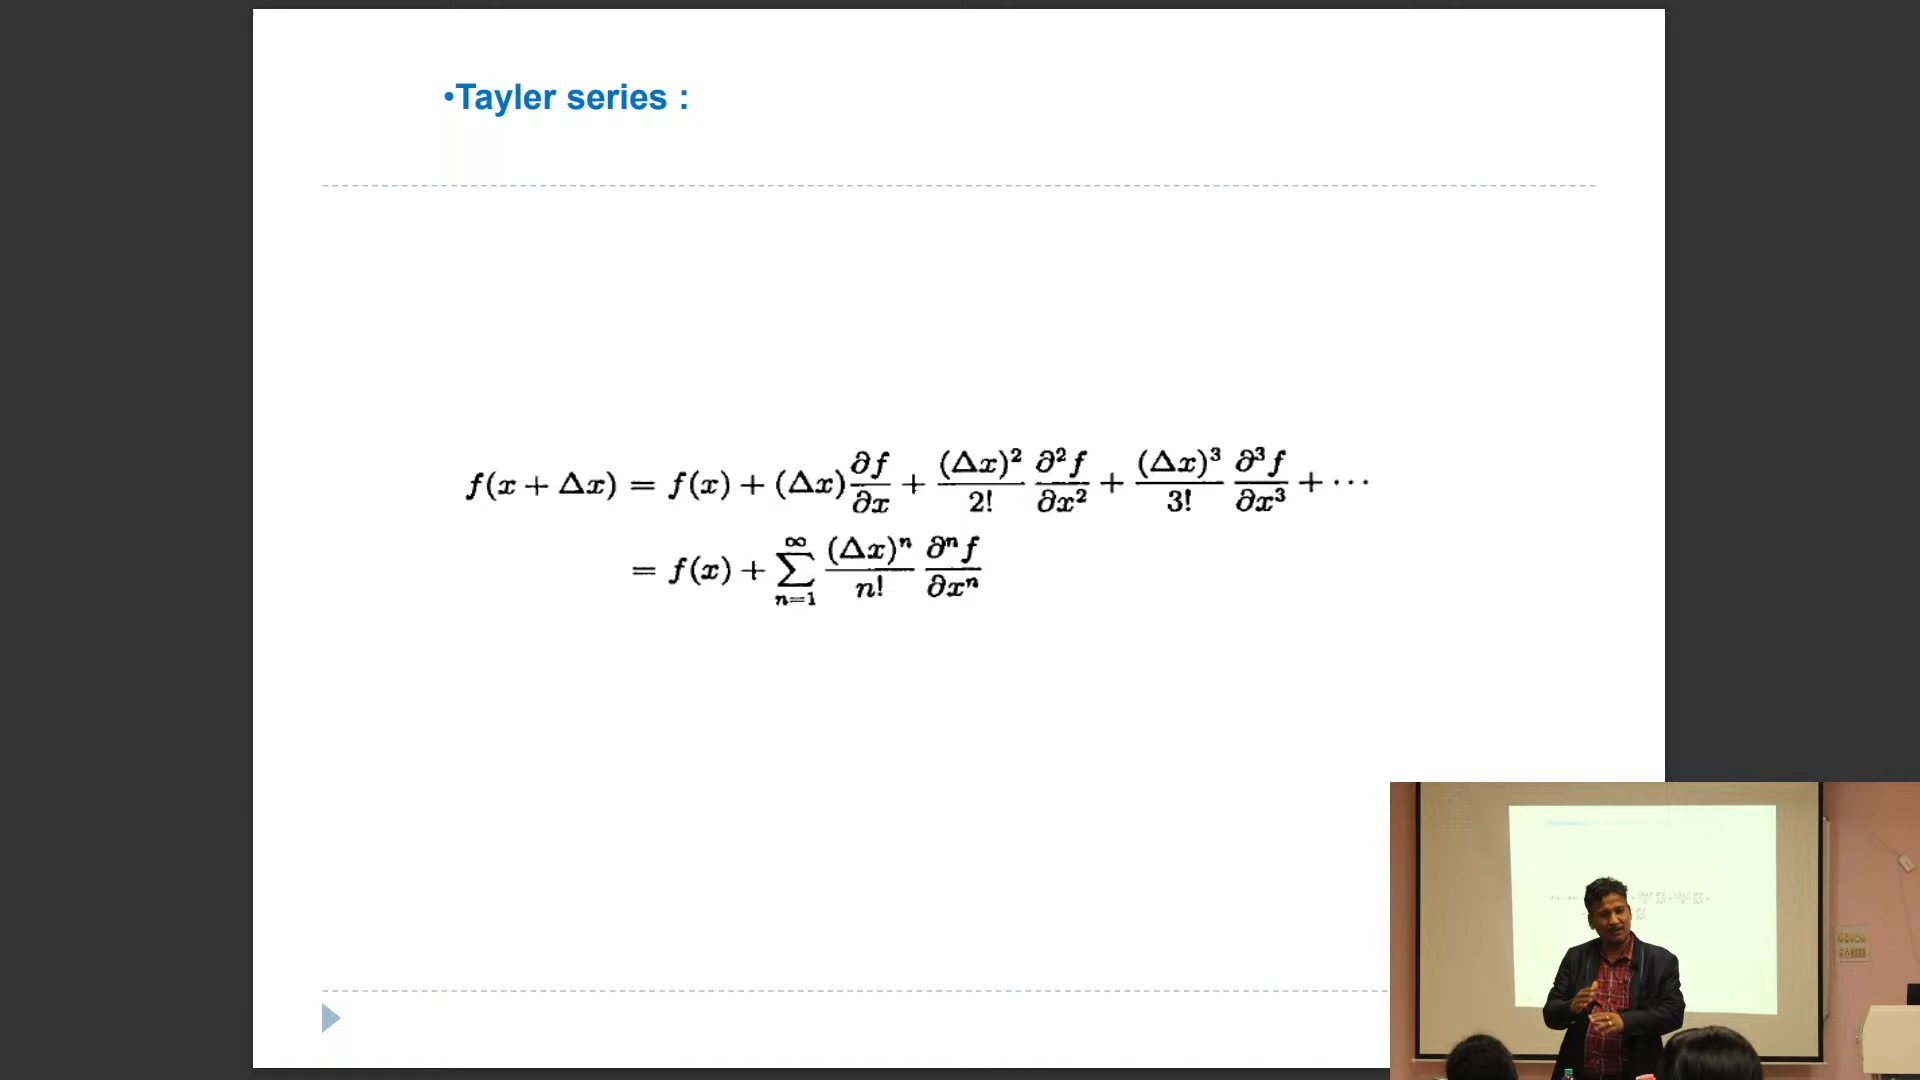 •Tayler series :
f(x + Δx) = f(x) + (Δx) ∂f/∂x + (Δx)²/2! ∂²f/∂x² + (Δx)³/3! ∂³f/∂x³ + ⋯
= f(x) + ∑_{n=1}^{∞} (Δx)ⁿ/n! ∂ⁿf/∂xⁿ